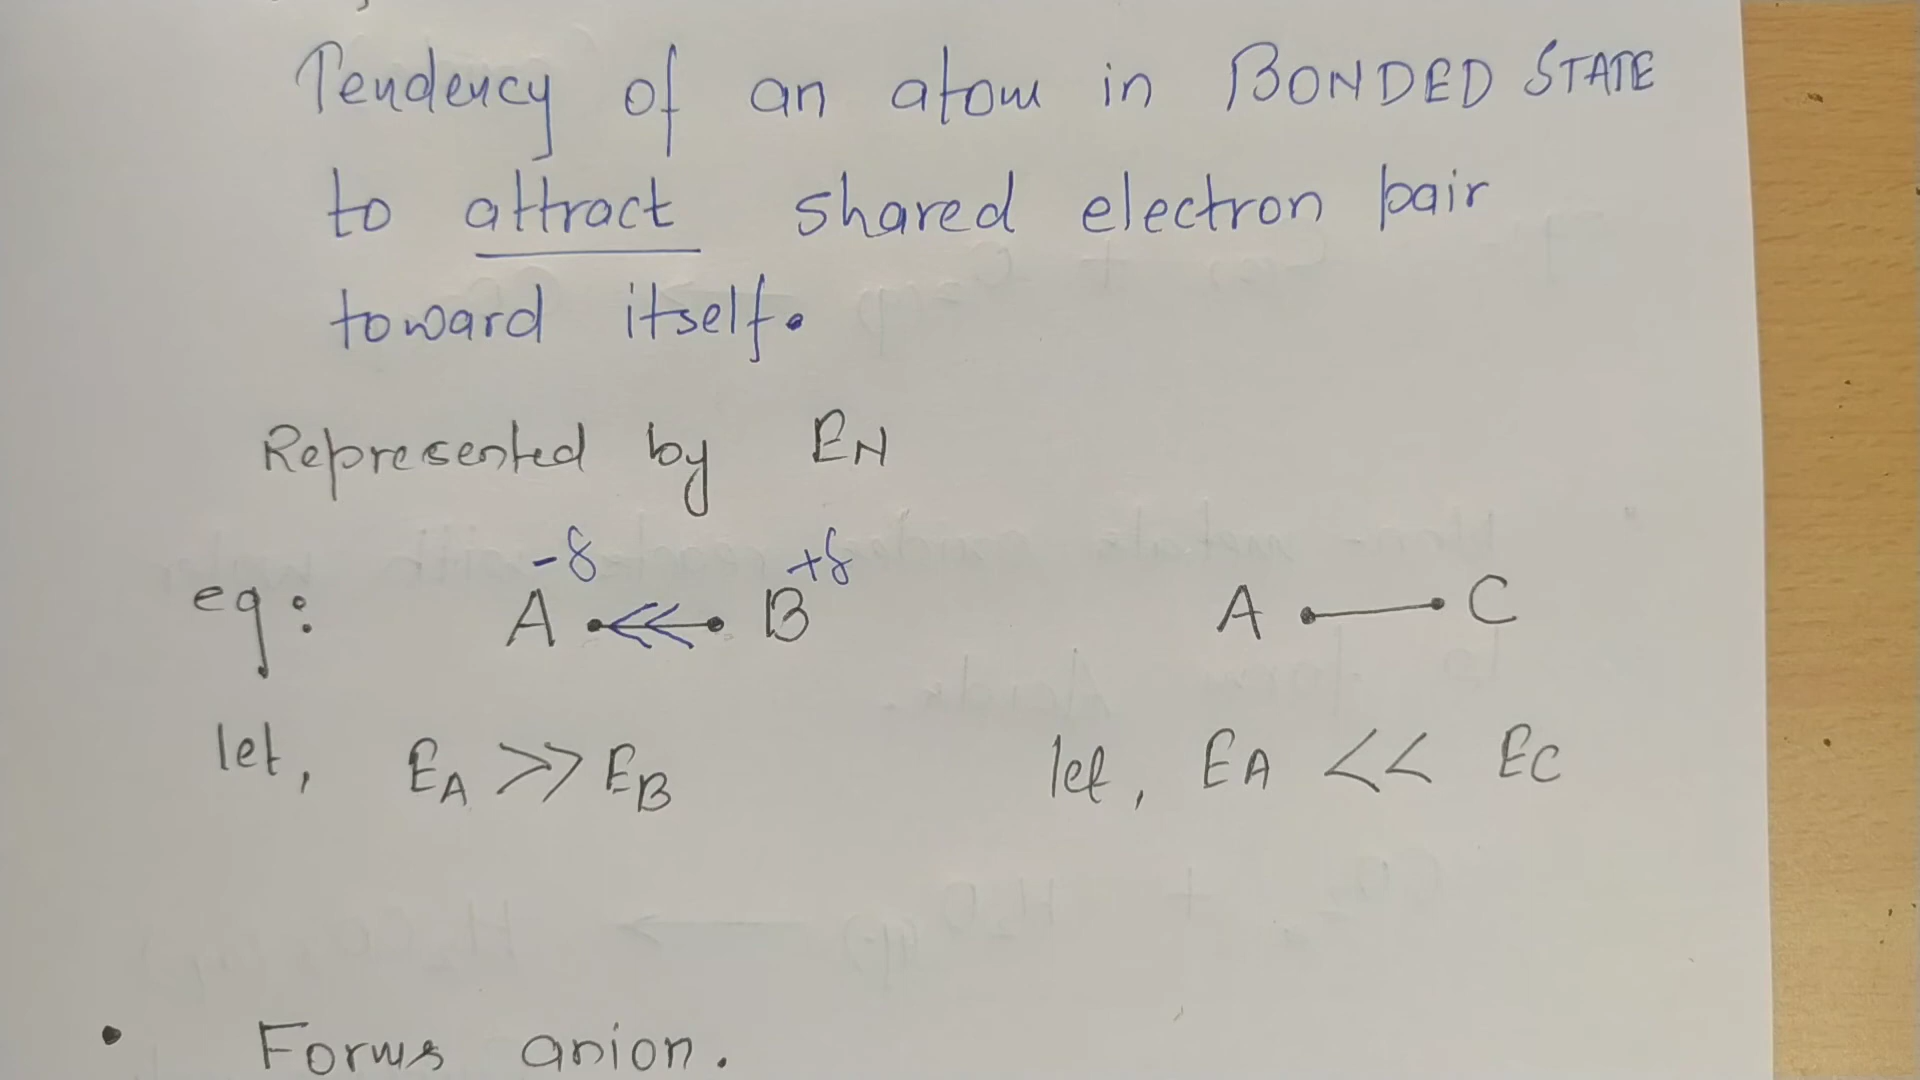 Tendency of an atom in BONDED STATE
to attract shared electron pair
toward itself.
Represented by EN
-δ +δ
eg: A B A C
let, EA >> EB let, EA << EC
• Forms anion.